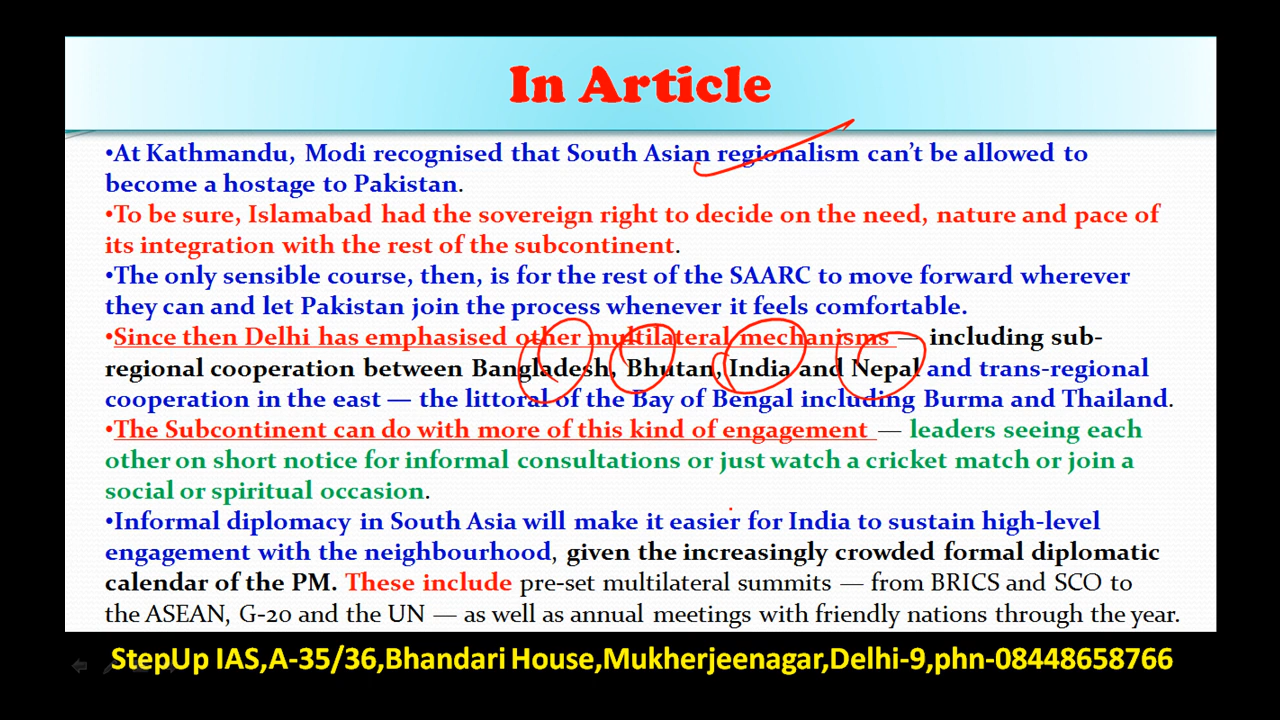 In Article
•At Kathmandu, Modi recognised that South Asian regionalism can't be allowed to
become a hostage to Pakistan.
•To be sure, Islamabad had the sovereign right to decide on the need, nature and pace of
its integration with the rest of the subcontinent.
•The only sensible course, then, is for the rest of the SAARC to move forward wherever
they can and let Pakistan join the process whenever it feels comfortable.
•Since then Delhi has emphasised other multilateral mechanisms — including sub-
regional cooperation between Bangladesh, Bhutan, India and Nepal and trans-regional
cooperation in the east — the littoral of the Bay of Bengal including Burma and Thailand.
•The Subcontinent can do with more of this kind of engagement — leaders seeing each
other on short notice for informal consultations or just watch a cricket match or join a
social or spiritual occasion.
•Informal diplomacy in South Asia will make it easier for India to sustain high-level
engagement with the neighbourhood, given the increasingly crowded formal diplomatic
calendar of the PM. These include pre-set multilateral summits — from BRICS and SCO to
the ASEAN, G-20 and the UN — as well as annual meetings with friendly nations through the year.
StepUp IAS,A-35/36,Bhandari House,Mukherjeenagar,Delhi-9,phn-08448658766